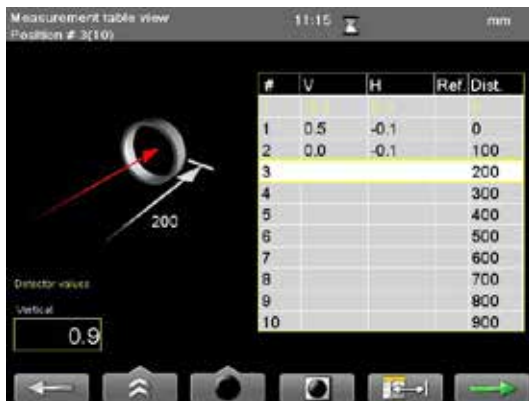 Measurement table view 11:15 mm
Position # 3(10)
# V H Ref. Dist.
1 0.5 -0.1 0
2 0.0 -0.1 100
3 200
4 300
5 400
6 500
7 600
8 700
9 800
10 900
200
Detector values
Vertical
0.9